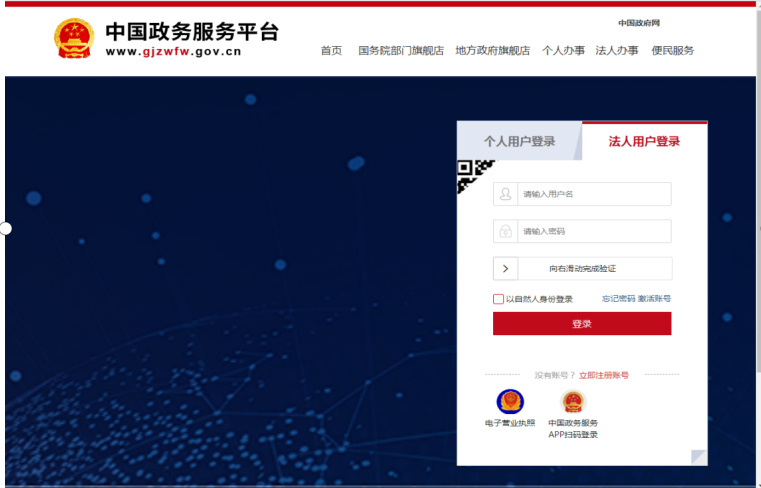 中国政府网
中国政务服务平台
www.gjzwfw.gov.cn
首页 国务院部门旗舰店 地方政府旗舰店 个人办事 法人办事 便民服务
个人用户登录 法人用户登录
请输入用户名
请输入密码
> 向右滑动完成验证
以自然人身份登录 忘记密码 激活账号
登录
没有账号？立即注册账号
电子营业执照 中国政务服务
APP扫码登录